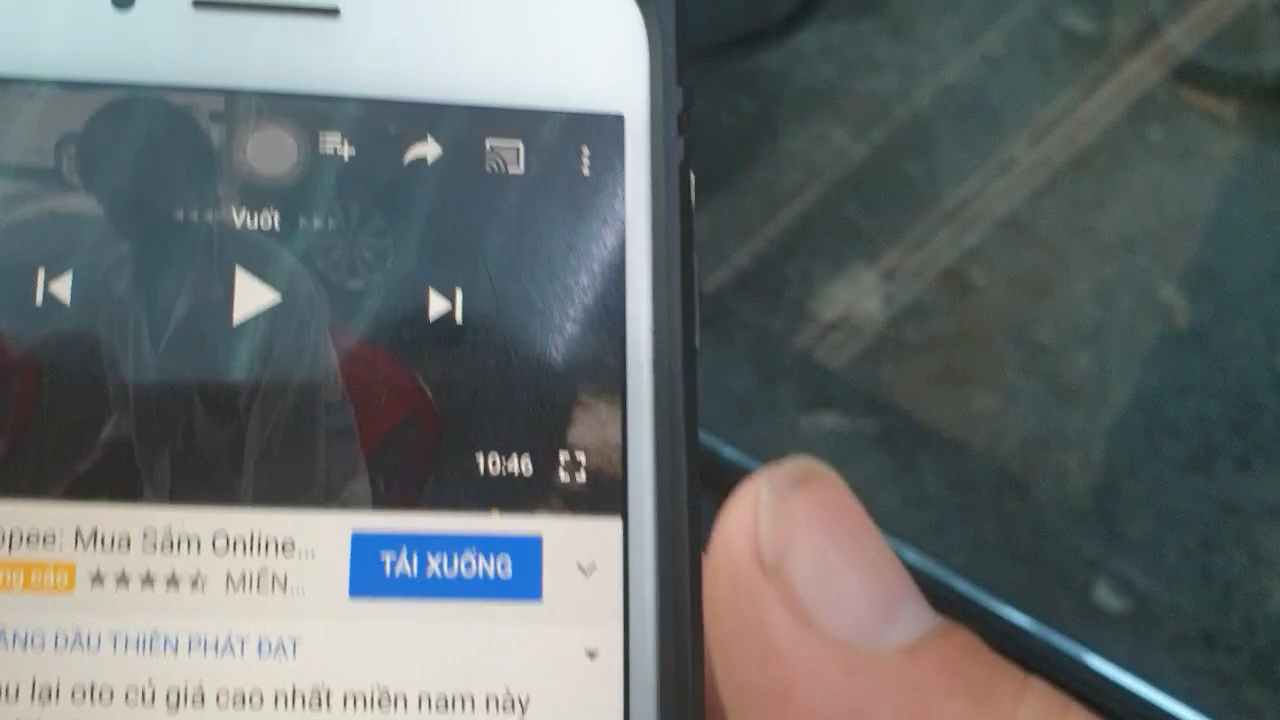 Vuốt
10:46
opee: Mua Sắm Online...
TẢI XUỐNG
ng cáo ★★★★⯪ MIỄN...
ĂNG DẦU THIÊN PHÁT ĐẠT
u lại oto củ giá cao nhất miền nam này